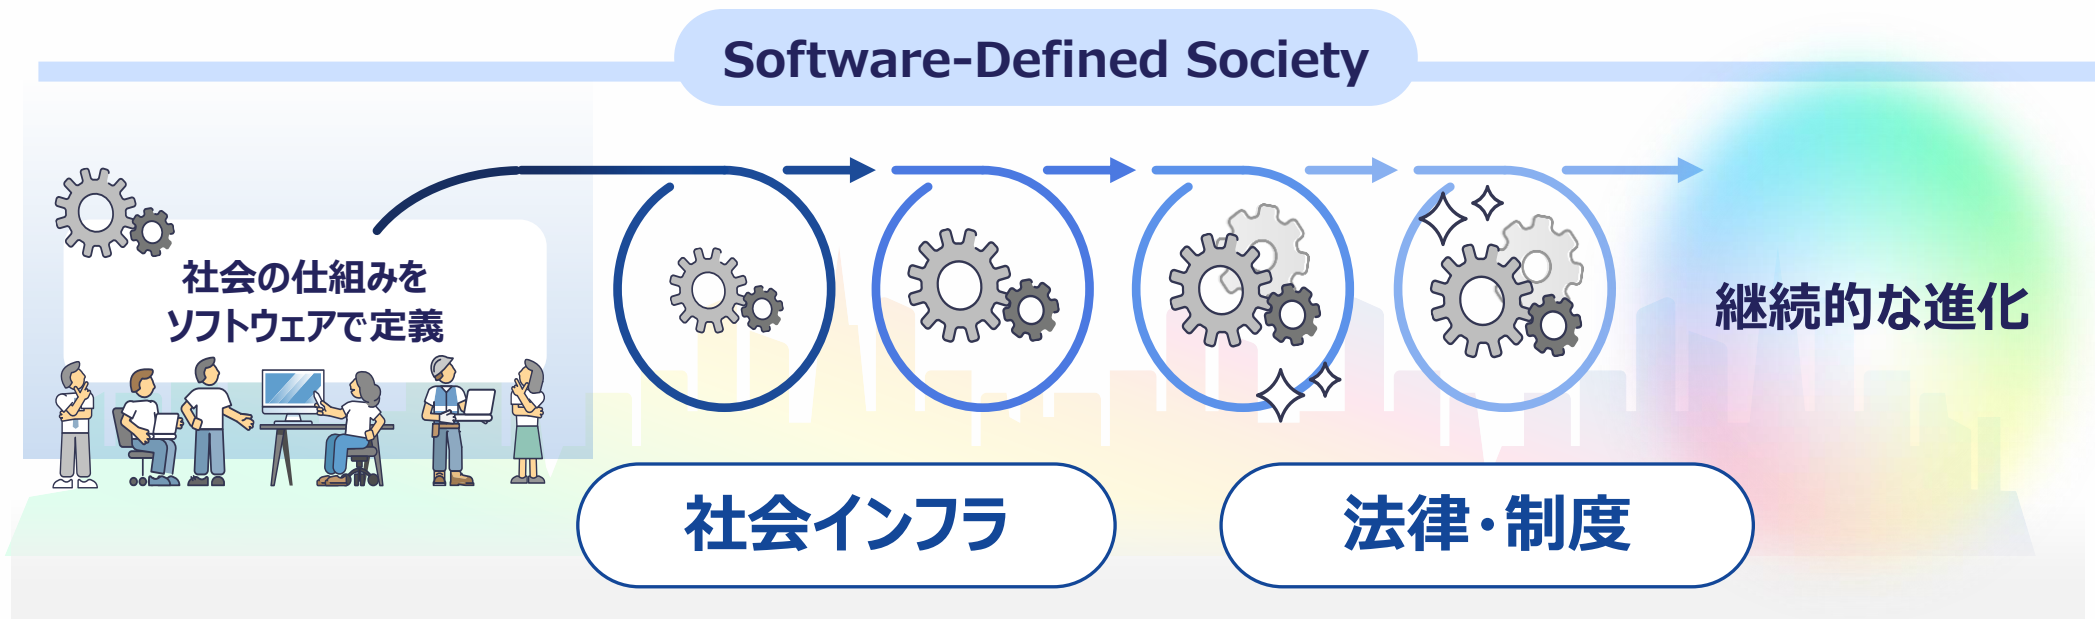 Software-Defined Society
社会の仕組みを
ソフトウェアで定義
継続的な進化
社会インフラ
法律・制度